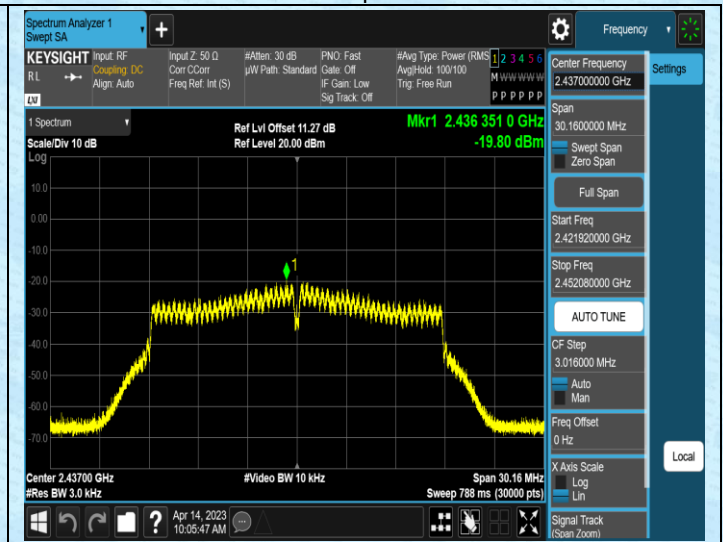 Spectrum Analyzer 1
Swept SA
+
Frequency
KEYSIGHT
RL
LXI
Input: RF
Coupling: DC
Align: Auto
Input Z: 50 Ω
Corr CCorr
Freq Ref: Int (S)
#Atten: 30 dB
µW Path: Standard
PNO: Fast
Gate: Off
IF Gain: Low
Sig Track: Off
#Avg Type: Power (RMS
Avg|Hold: 100/100
Trig: Free Run
1 2 3 4 5 6
M W W W W W
P P P P P P
1 Spectrum
Scale/Div 10 dB
Log
Ref Lvl Offset 11.27 dB
Ref Level 20.00 dBm
Mkr1 2.436 351 0 GHz
-19.80 dBm
10.0
0.00
-10.0
-20.0
-30.0
-40.0
-50.0
-60.0
-70.0
1
Center 2.43700 GHz
#Res BW 3.0 kHz
#Video BW 10 kHz
Span 30.16 MHz
Sweep 788 ms (30000 pts)
Apr 14, 2023
10:05:47 AM
?
Center Frequency
2.437000000 GHz
Span
30.1600000 MHz
Swept Span
Zero Span
Full Span
Start Freq
2.421920000 GHz
Stop Freq
2.452080000 GHz
AUTO TUNE
CF Step
3.016000 MHz
Auto
Man
Freq Offset
0 Hz
X Axis Scale
Log
Lin
Signal Track
(Span Zoom)
Settings
Local